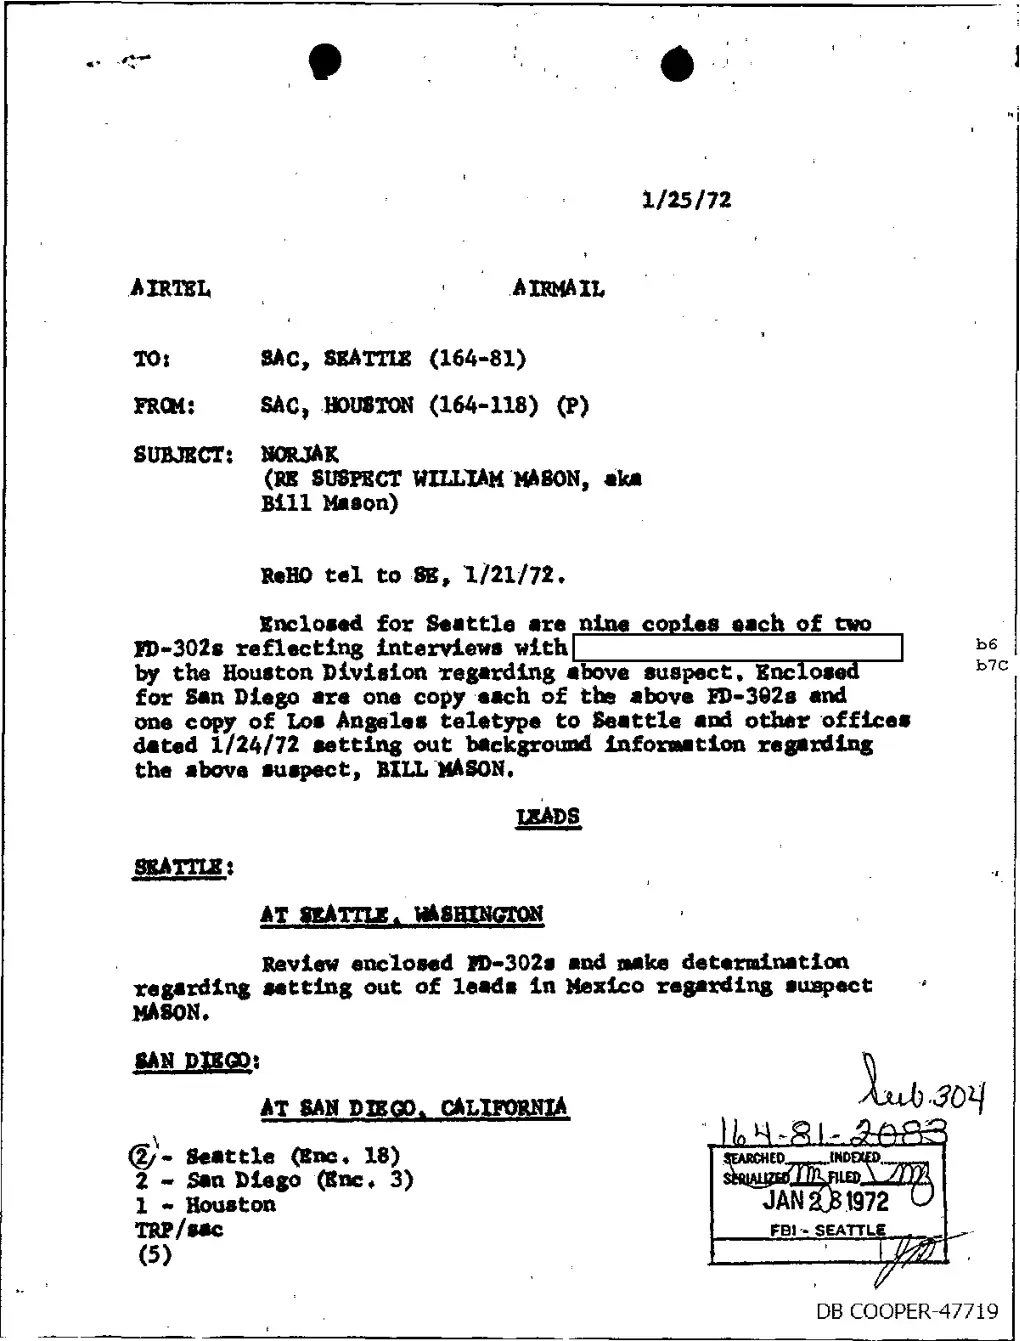 1/25/72
AIRTEL AIRMAIL
TO: SAC, SEATTLE (164-81)
FROM: SAC, HOUSTON (164-118) (P)
SUBJECT: NORJAK
(RE SUSPECT WILLIAM MASON, aka
Bill Mason)
ReHO tel to SE, 1/21/72.
Enclosed for Seattle are nine copies each of two
FD-302s reflecting interviews with
b6
by the Houston Division regarding above suspect. Enclosed
b7C
for San Diego are one copy each of the above FD-302s and
one copy of Los Angeles teletype to Seattle and other offices
dated 1/24/72 setting out background information regarding
the above suspect, BILL MASON.
LEADS
SEATTLE:
AT SEATTLE, WASHINGTON
Review enclosed FD-302s and make determination
regarding setting out of leads in Mexico regarding suspect
MASON.
SAN DIEGO:
AT SAN DIEGO, CALIFORNIA
Sub 304
164-81-2083
2 - Seattle (Enc. 18)
2 - San Diego (Enc. 3)
1 - Houston
TRP/sac
(5)
SEARCHED INDEXED
SERIALIZED FILED
JAN 28 1972
FBI - SEATTLE
DB COOPER-47719